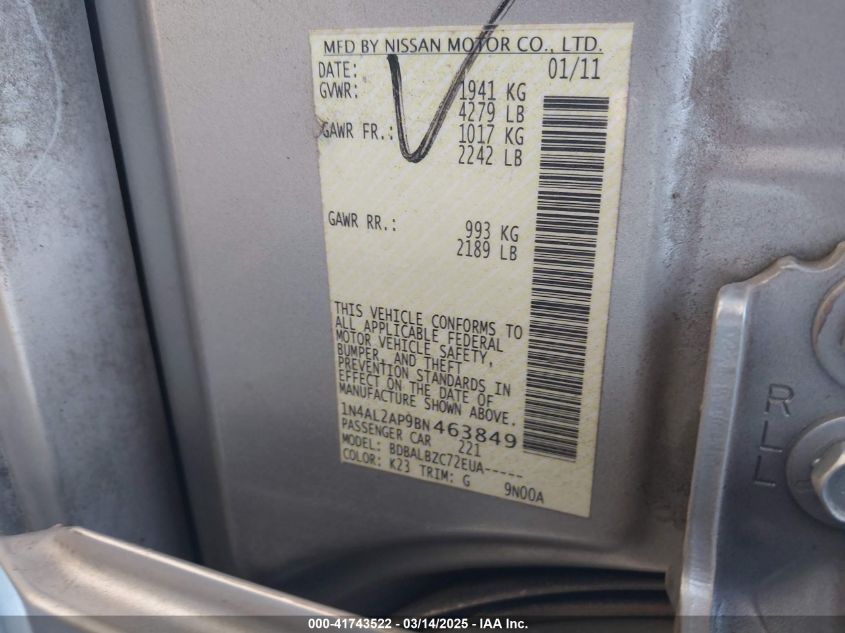 MFD BY NISSAN MOTOR CO., LTD.
DATE: 01/11
GVWR: 1941 KG
4279 LB
GAWR FR.: 1017 KG
2242 LB
GAWR RR.: 993 KG
2189 LB
THIS VEHICLE CONFORMS TO
ALL APPLICABLE FEDERAL
MOTOR VEHICLE SAFETY,
BUMPER, AND THEFT
PREVENTION STANDARDS IN
EFFECT ON THE DATE OF
MANUFACTURE SHOWN ABOVE.
1N4AL2AP9BN463849
PASSENGER CAR 221
MODEL: BDBALBZC72EUA-----
COLOR: K23 TRIM: G 9N00A
RLL
000-41743522 - 03/14/2025 - IAA Inc.